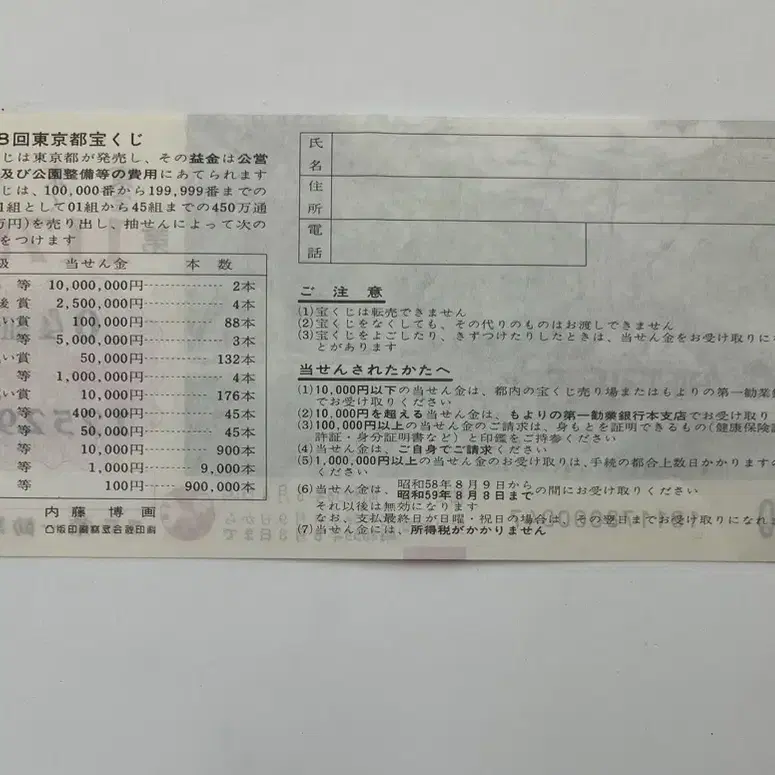 8回東京都宝くじ
じは東京都が発売し、その益金は公営
及び公園整備等の費用にあてられます
じは、100,000番から199,999番までの
1組として01組から45組までの450万通
万円)を売り出し、抽せんによって次の
をつけます
級 当せん金 本数
等 10,000,000円 2本
後賞 2,500,000円 4本
い賞 100,000円 88本
等 5,000,000円 3本
い賞 50,000円 132本
等 1,000,000円 4本
い賞 10,000円 176本
等 400,000円 45本
等 50,000円 45本
等 10,000円 900本
等 1,000円 9,000本
等 100円 900,000本
内藤博画
凸版印刷株式会社印刷
氏名
住所
電話
ご注意
(1)宝くじは転売できません
(2)宝くじをなくしても、その代りのものはお渡しできません
(3)宝くじをよごしたり、きずつけたりしたときは、当せん金をお受け取りにな
とがあります
当せんされたかたへ
(1)10,000円以下の当せん金は、都内の宝くじ売り場またはもよりの第一勧業
でお受け取りください
(2)10,000円を超える当せん金は、もよりの第一勧業銀行本支店でお受け取り
(3)100,000円以上の当せん金のご請求は、身もとを証明できるもの(健康保険
許証・身分証明書など)と印鑑をご持参ください
(4)当せん金は、ご自身でご請求ください
(5)1,000,000円以上の当せん金のお受け取りは、手続の都合上数日かかりますの
ください
(6)当せん金は、昭和58年8月9日から
昭和59年8月8日までの間にお受け取りください
それ以後は無効になります
なお、支払最終日が日曜・祝日の場合は、その翌日までお受け取りになれ
(7)当せん金には、所得税がかかりません